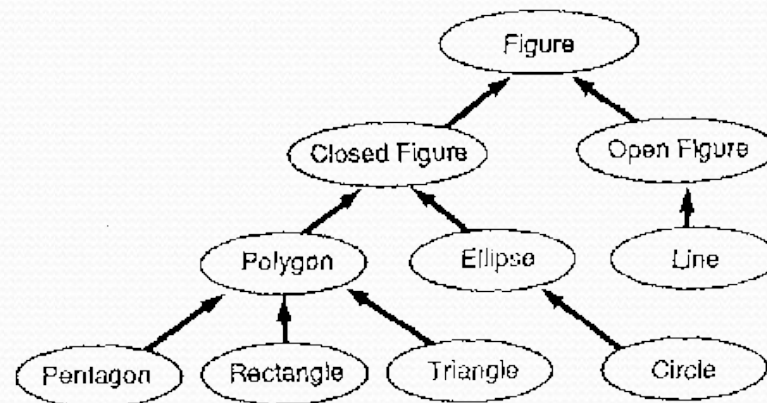 Figure
Closed Figure
Open Figure
Polygon
Ellipse
Line
Pentagon
Rectangle
Triangle
Circle